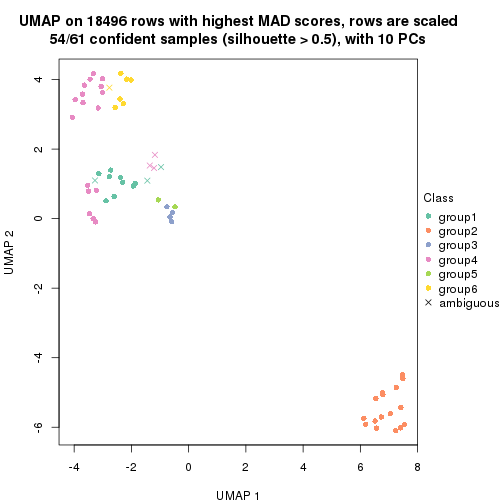 UMAP on 18496 rows with highest MAD scores, rows are scaled
54/61 confident samples (silhouette > 0.5), with 10 PCs
4
2
0
-2
-4
-6
UMAP 2
-4
-2
0
2
4
6
8
UMAP 1
Class
group1
group2
group3
group4
group5
group6
ambiguous